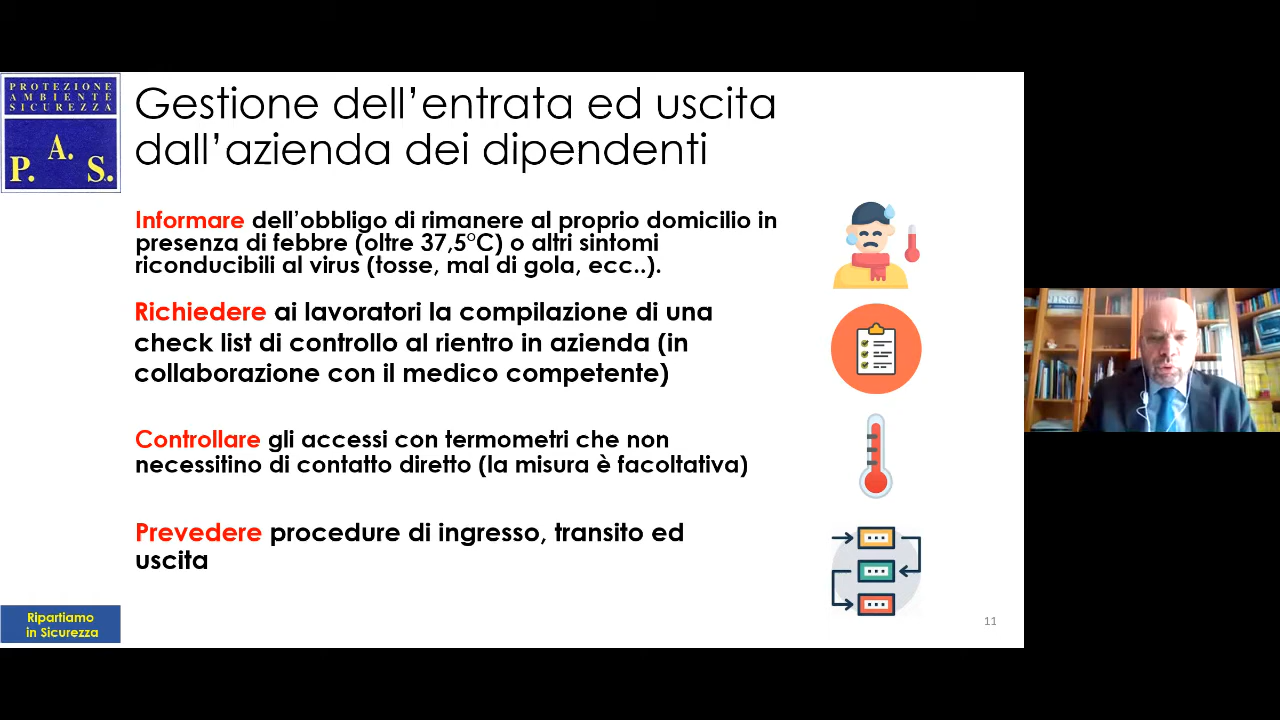 PROTEZIONE
AMBIENTE
SICUREZZA
P. A. S.
Gestione dell’entrata ed uscita
dall’azienda dei dipendenti
Informare dell’obbligo di rimanere al proprio domicilio in
presenza di febbre (oltre 37,5°C) o altri sintomi
riconducibili al virus (tosse, mal di gola, ecc..).
Richiedere ai lavoratori la compilazione di una
check list di controllo al rientro in azienda (in
collaborazione con il medico competente)
Controllare gli accessi con termometri che non
necessitino di contatto diretto (la misura è facoltativa)
Prevedere procedure di ingresso, transito ed
uscita
Ripartiamo
in Sicurezza
11